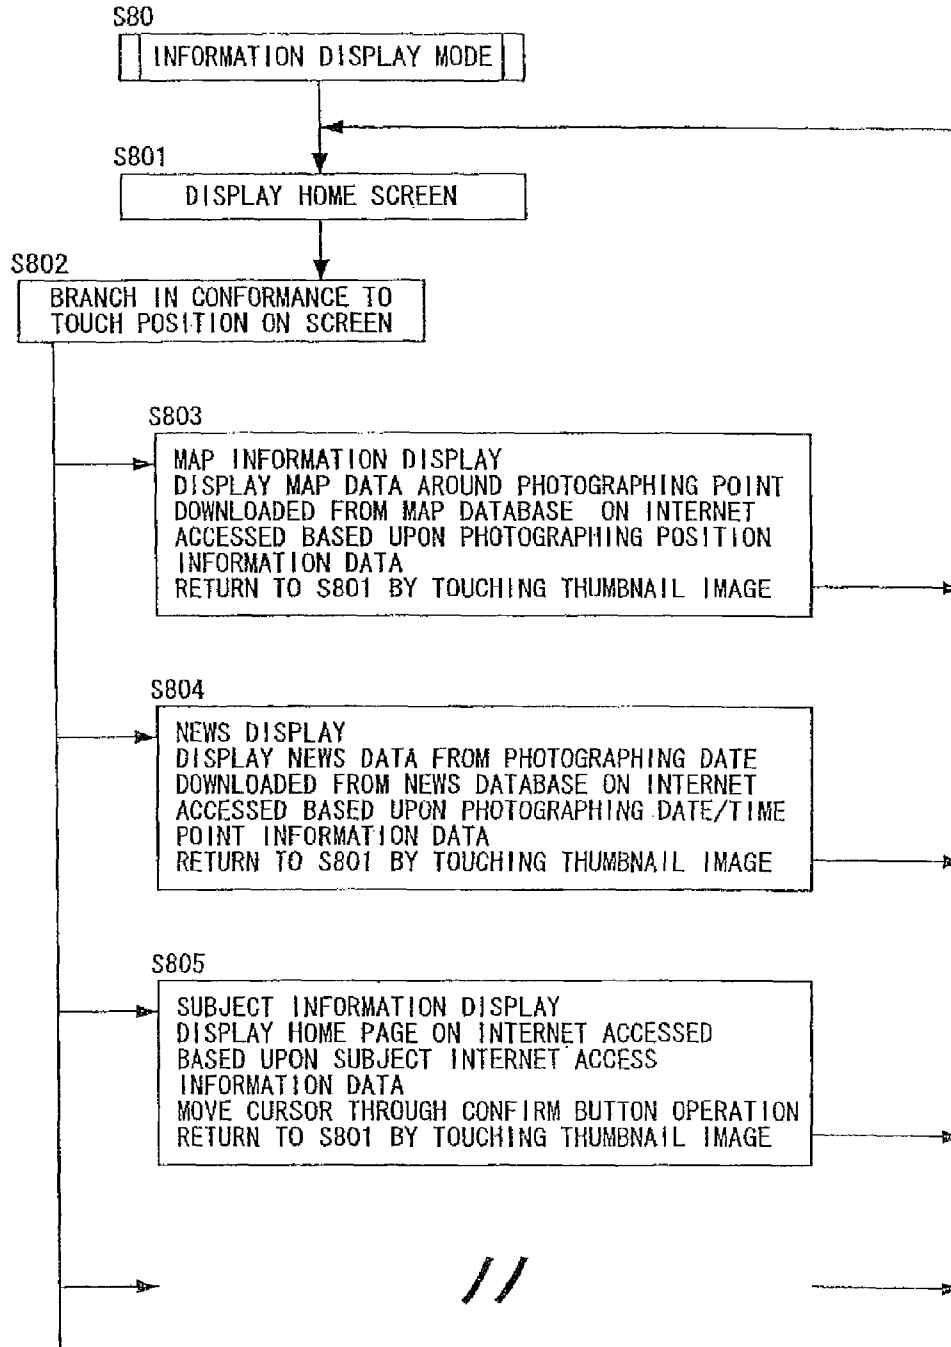 S80
INFORMATION DISPLAY MODE
S801
DISPLAY HOME SCREEN
S802
BRANCH IN CONFORMANCE TO
TOUCH POSITION ON SCREEN
S803
MAP INFORMATION DISPLAY
DISPLAY MAP DATA AROUND PHOTOGRAPHING POINT
DOWNLOADED FROM MAP DATABASE ON INTERNET
ACCESSED BASED UPON PHOTOGRAPHING POSITION
INFORMATION DATA
RETURN TO S801 BY TOUCHING THUMBNAIL IMAGE
S804
NEWS DISPLAY
DISPLAY NEWS DATA FROM PHOTOGRAPHING DATE
DOWNLOADED FROM NEWS DATABASE ON INTERNET
ACCESSED BASED UPON PHOTOGRAPHING DATE/TIME
POINT INFORMATION DATA
RETURN TO S801 BY TOUCHING THUMBNAIL IMAGE
S805
SUBJECT INFORMATION DISPLAY
DISPLAY HOME PAGE ON INTERNET ACCESSED
BASED UPON SUBJECT INTERNET ACCESS
INFORMATION DATA
MOVE CURSOR THROUGH CONFIRM BUTTON OPERATION
RETURN TO S801 BY TOUCHING THUMBNAIL IMAGE
//